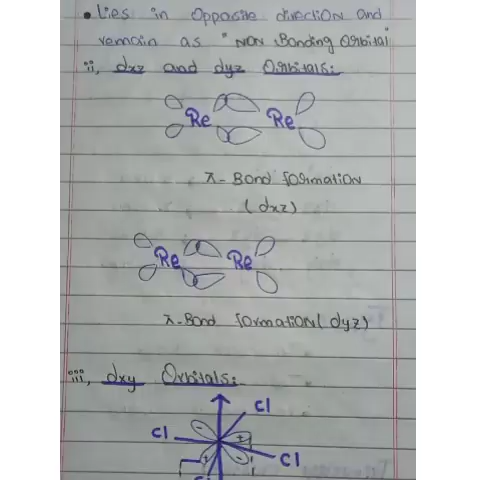 • Lies in opposite direction and
remain as "NON Bonding Orbital"
ii, dxz and dyz Orbitals:
Re Re
π-Bond formation
(dxz)
Re Re
π-Bond formation(dyz)
iii, dxy Orbitals:
Cl
Cl - +
+ - Cl